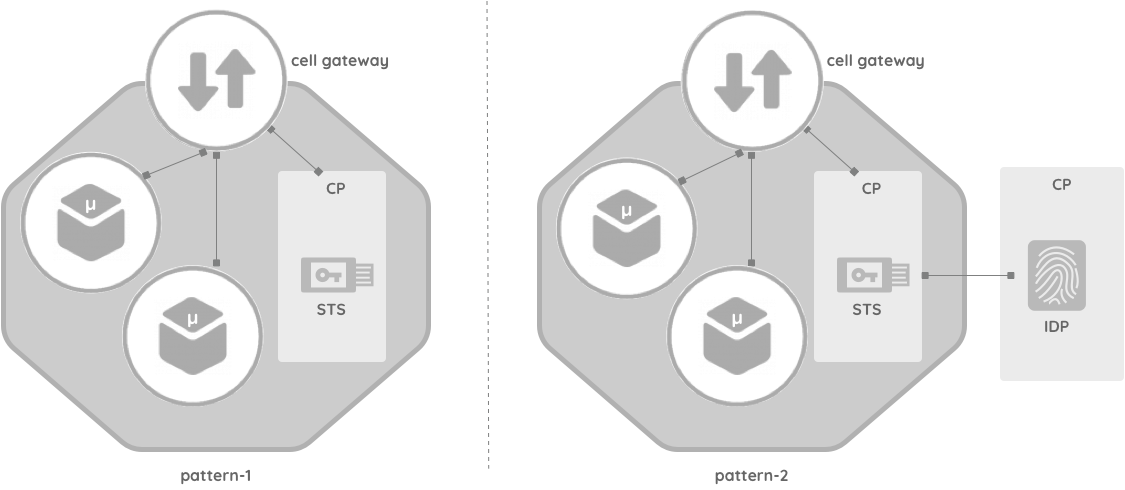 cell gateway
CP
μ
μ
STS
pattern-1
cell gateway
CP
μ
μ
STS
CP
IDP
pattern-2